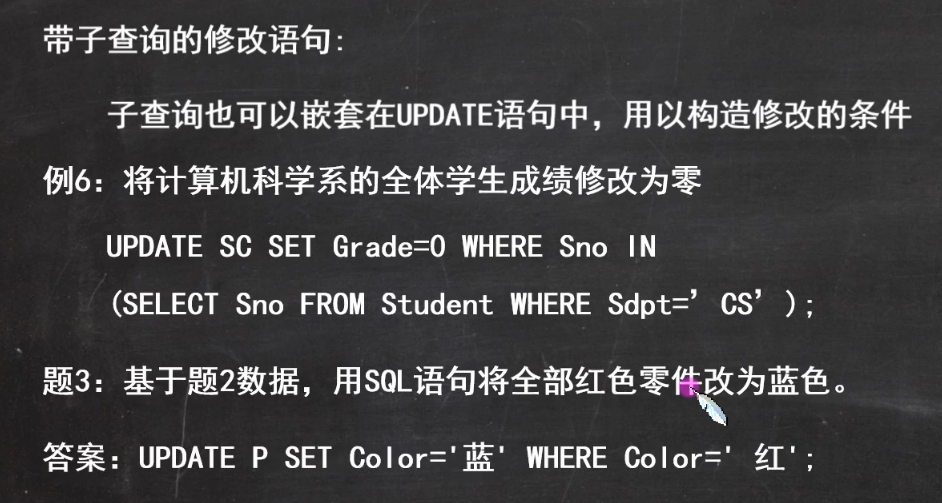 带子查询的修改语句:
子查询也可以嵌套在UPDATE语句中，用以构造修改的条件
例6：将计算机科学系的全体学生成绩修改为零
UPDATE SC SET Grade=0 WHERE Sno IN
(SELECT Sno FROM Student WHERE Sdpt=’ CS’ );
题3：基于题2数据，用SQL语句将全部红色零件改为蓝色。
答案：UPDATE P SET Color='蓝' WHERE Color=' 红';